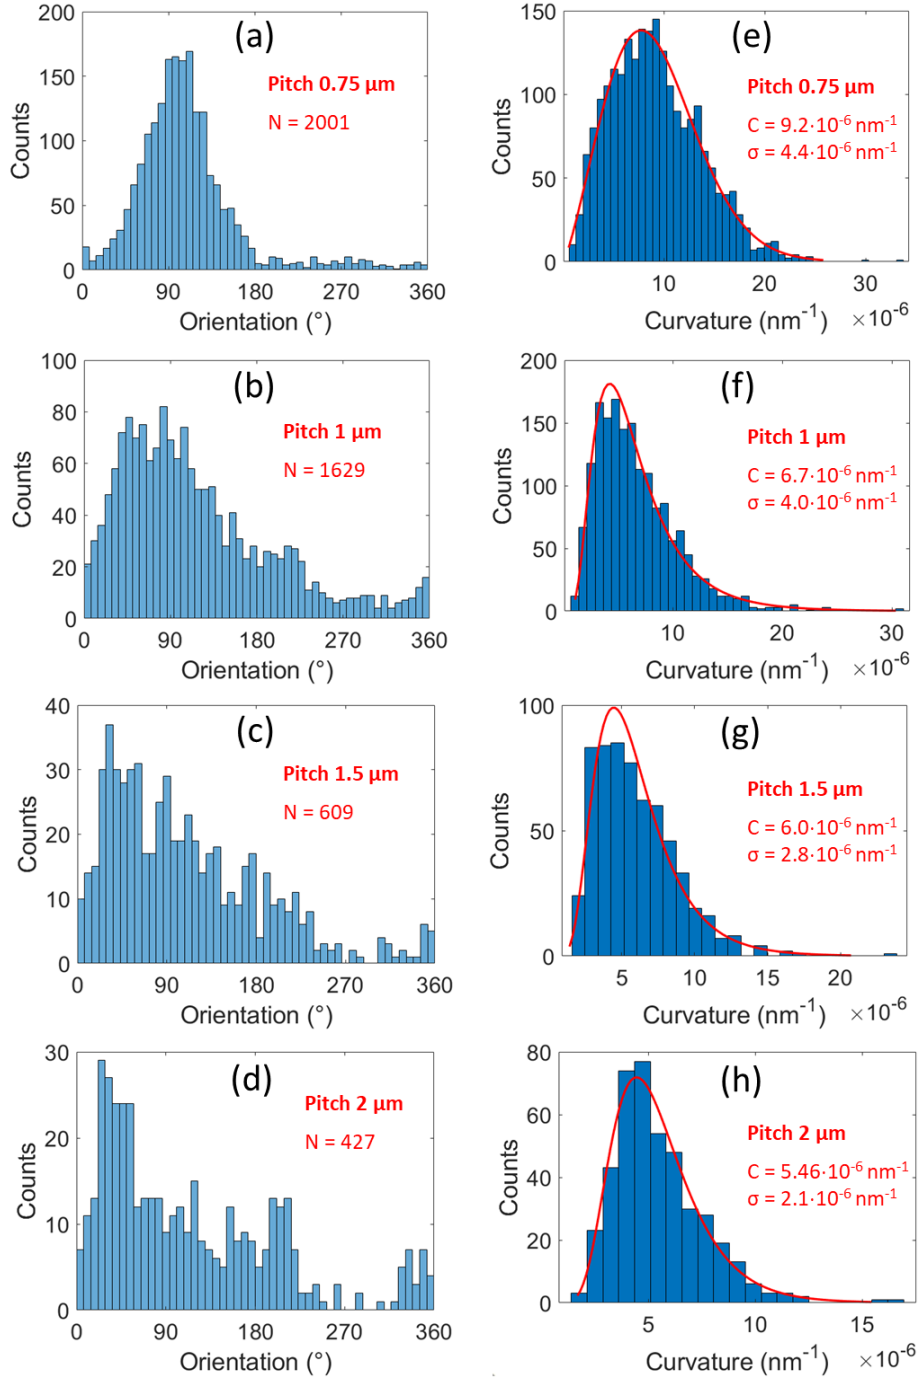 (a)
Pitch 0.75 µm
N = 2001
Counts
200
150
100
50
0
0 90 180 270 360
Orientation (°)
(e)
Pitch 0.75 µm
C = 9.2·10⁻⁶ nm⁻¹
σ = 4.4·10⁻⁶ nm⁻¹
Counts
150
100
50
0
10 20 30
Curvature (nm⁻¹) ×10⁻⁶
(b)
Pitch 1 µm
N = 1629
Counts
100
80
60
40
20
0
0 90 180 270 360
Orientation (°)
(f)
Pitch 1 µm
C = 6.7·10⁻⁶ nm⁻¹
σ = 4.0·10⁻⁶ nm⁻¹
Counts
200
150
100
50
0
10 20 30
Curvature (nm⁻¹) ×10⁻⁶
(c)
Pitch 1.5 µm
N = 609
Counts
40
30
20
10
0
0 90 180 270 360
Orientation (°)
(g)
Pitch 1.5 µm
C = 6.0·10⁻⁶ nm⁻¹
σ = 2.8·10⁻⁶ nm⁻¹
Counts
100
50
0
5 10 15 20
Curvature (nm⁻¹) ×10⁻⁶
(d)
Pitch 2 µm
N = 427
Counts
30
20
10
0
0 90 180 270 360
Orientation (°)
(h)
Pitch 2 µm
C = 5.46·10⁻⁶ nm⁻¹
σ = 2.1·10⁻⁶ nm⁻¹
Counts
80
60
40
20
0
5 10 15
Curvature (nm⁻¹) ×10⁻⁶